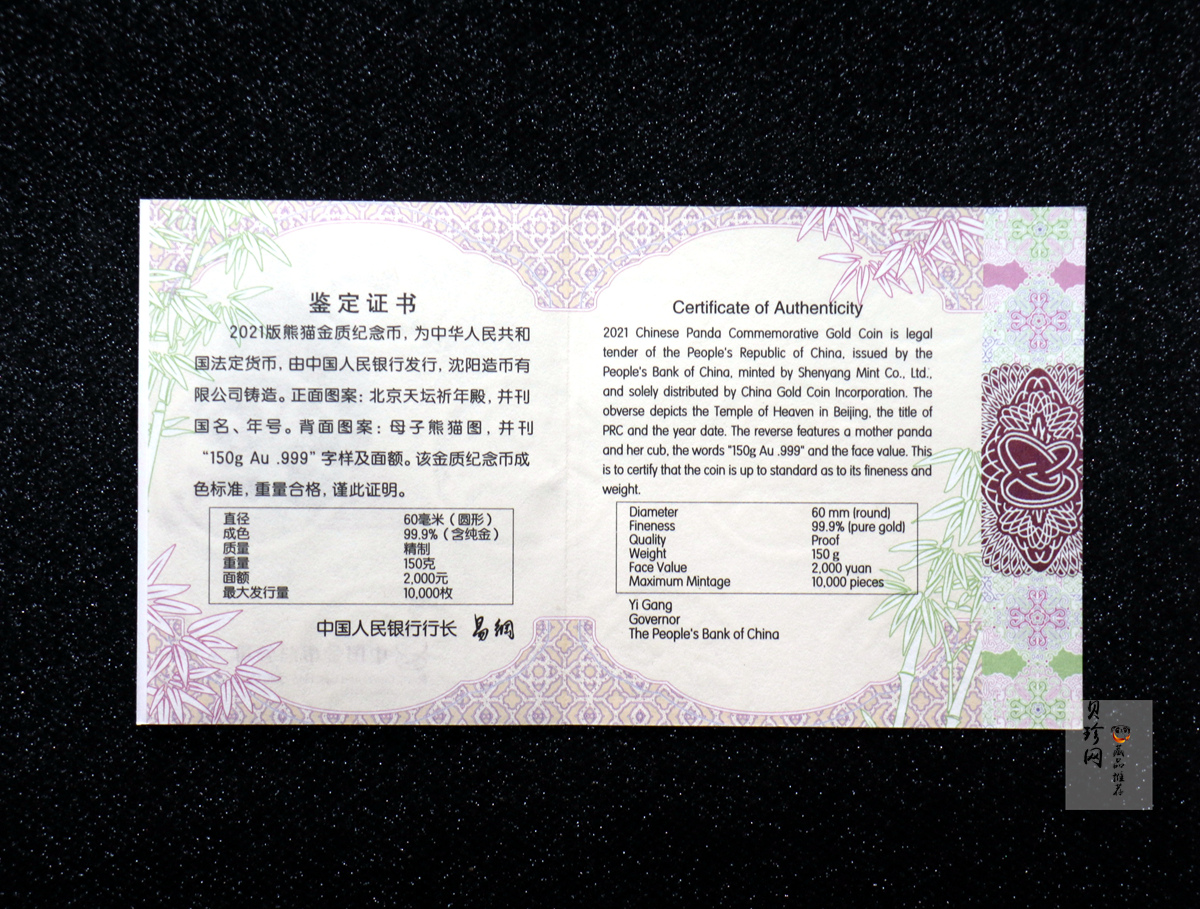 鉴定证书
2021版熊猫金质纪念币，为中华人民共和
国法定货币，由中国人民银行发行，沈阳造币有
限公司铸造。正面图案：北京天坛祈年殿，并刊
国名、年号。背面图案：母子熊猫图，并刊
“150g Au .999”字样及面额。该金质纪念币成
色标准，重量合格，谨此证明。
直径 60毫米（圆形）
成色 99.9%（含纯金）
质量 精制
重量 150克
面额 2,000元
最大发行量 10,000枚
中国人民银行行长 易纲
Certificate of Authenticity
2021 Chinese Panda Commemorative Gold Coin is legal
tender of the People's Republic of China, issued by the
People's Bank of China, minted by Shenyang Mint Co., Ltd.,
and solely distributed by China Gold Coin Incorporation. The
obverse depicts the Temple of Heaven in Beijing, the title of
PRC and the year date. The reverse features a mother panda
and her cub, the words "150g Au .999" and the face value. This
is to certify that the coin is up to standard as to its fineness and
weight.
Diameter 60 mm (round)
Fineness 99.9% (pure gold)
Quality Proof
Weight 150 g
Face Value 2,000 yuan
Maximum Mintage 10,000 pieces
Yi Gang
Governor
The People's Bank of China
贝珍网
藏品推荐